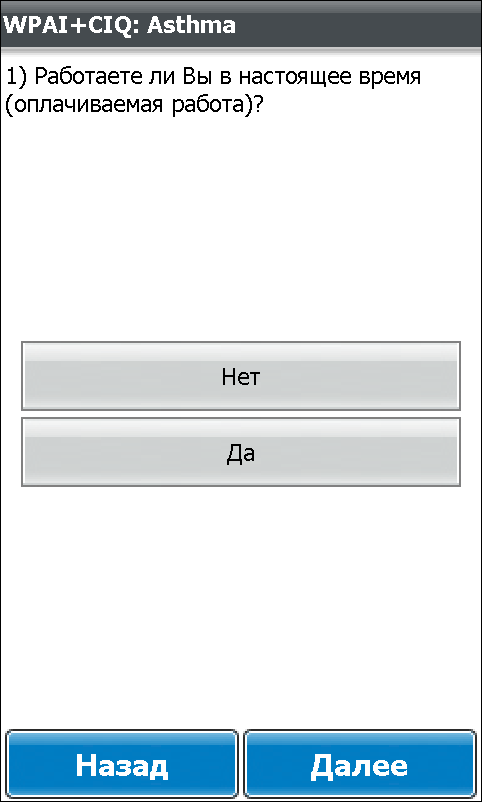 WPAI+CIQ: Asthma
1) Работаете ли Вы в настоящее время
(оплачиваемая работа)?
Нет
Да
Назад
Далее